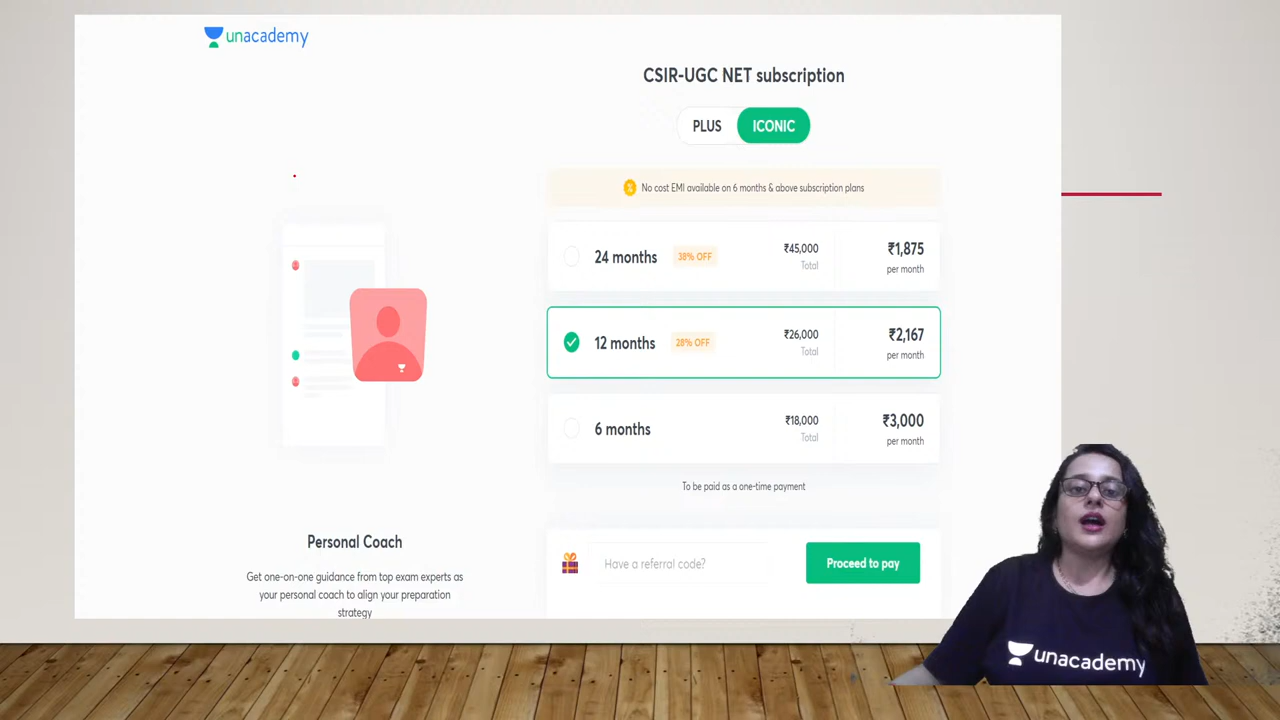 unacademy
CSIR-UGC NET subscription
PLUS ICONIC
No cost EMI available on 6 months & above subscription plans
24 months 38% OFF ₹45,000 ₹1,875
Total per month
12 months 28% OFF ₹26,000 ₹2,167
Total per month
6 months ₹18,000 ₹3,000
Total per month
To be paid as a one-time payment
Have a referral code? Proceed to pay
Personal Coach
Get one-on-one guidance from top exam experts as
your personal coach to align your preparation
strategy
unacademy